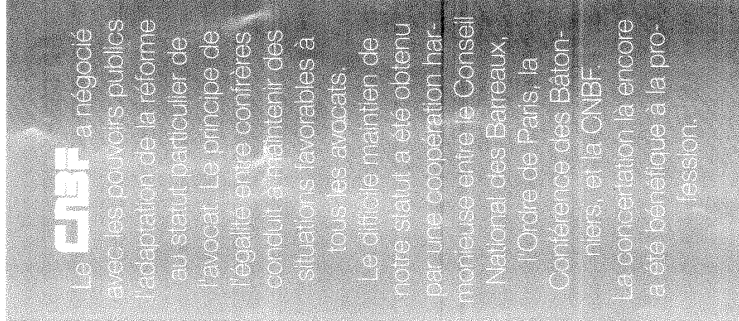 Le CNBF a négocié
avec les pouvoirs publics
l'adaptation de la réforme
au statut particulier de
l'avocat. Le principe de
l'égalité entre confrères
conduit à maintenir des
situations favorables à
tous les avocats.
Le difficile maintien de
notre statut a été obtenu
par une coopération har-
monieuse entre le Conseil
National des Barreaux,
l'Ordre de Paris, la
Conférence des Bâton-
niers, et la CNBF.
La concertation là encore
a été bénéfique à la pro-
fession.